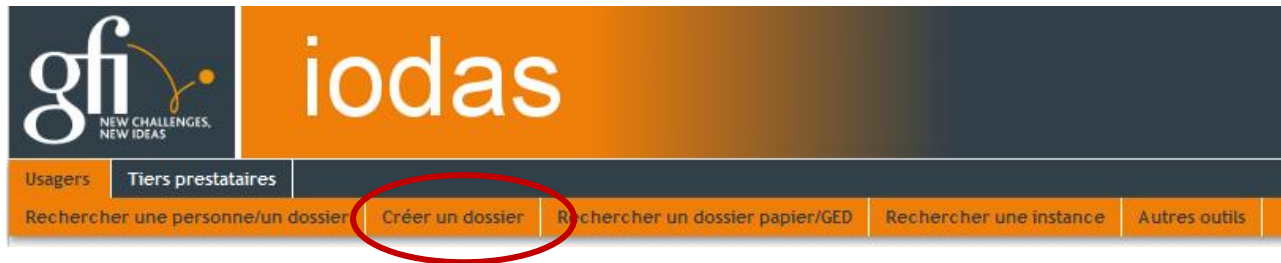 gfi
NEW CHALLENGES,
NEW IDEAS
iodas
Usagers Tiers prestataires
Rechercher une personne/un dossier Créer un dossier Rechercher un dossier papier/GED Rechercher une instance Autres outils